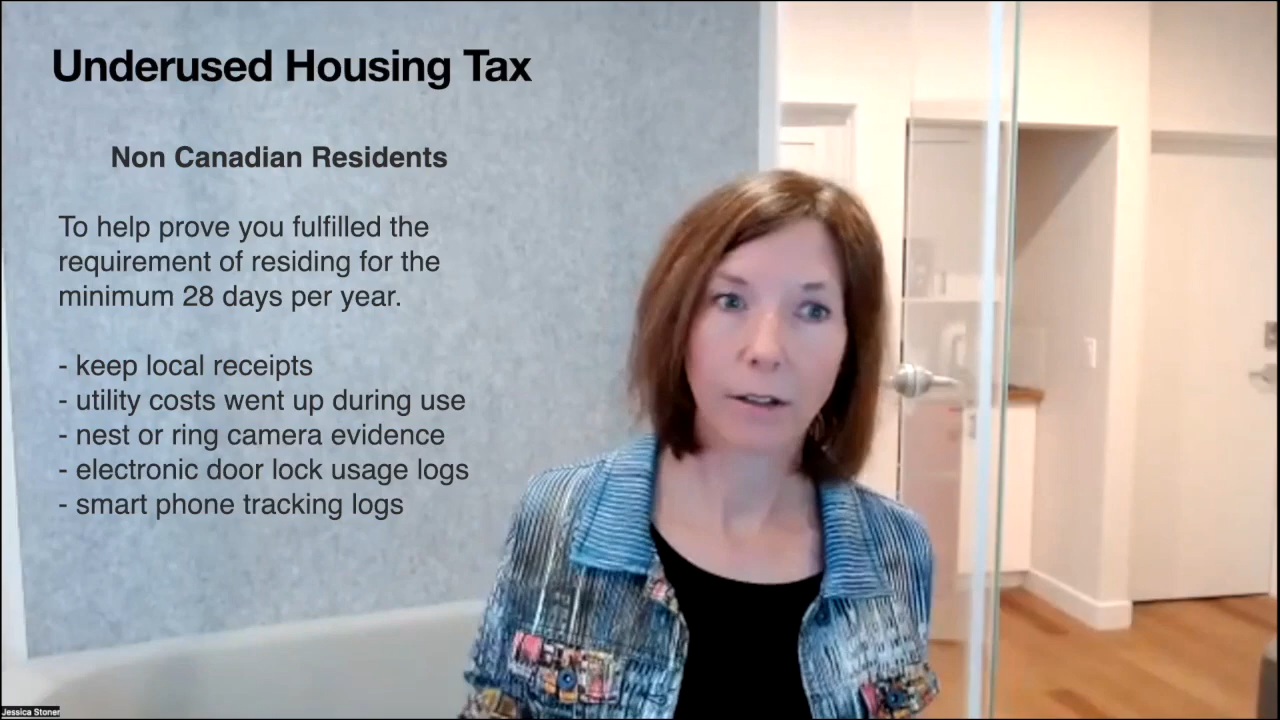 Underused Housing Tax
Non Canadian Residents
To help prove you fulfilled the
requirement of residing for the
minimum 28 days per year.
- keep local receipts
- utility costs went up during use
- nest or ring camera evidence
- electronic door lock usage logs
- smart phone tracking logs
Jessica Stoner